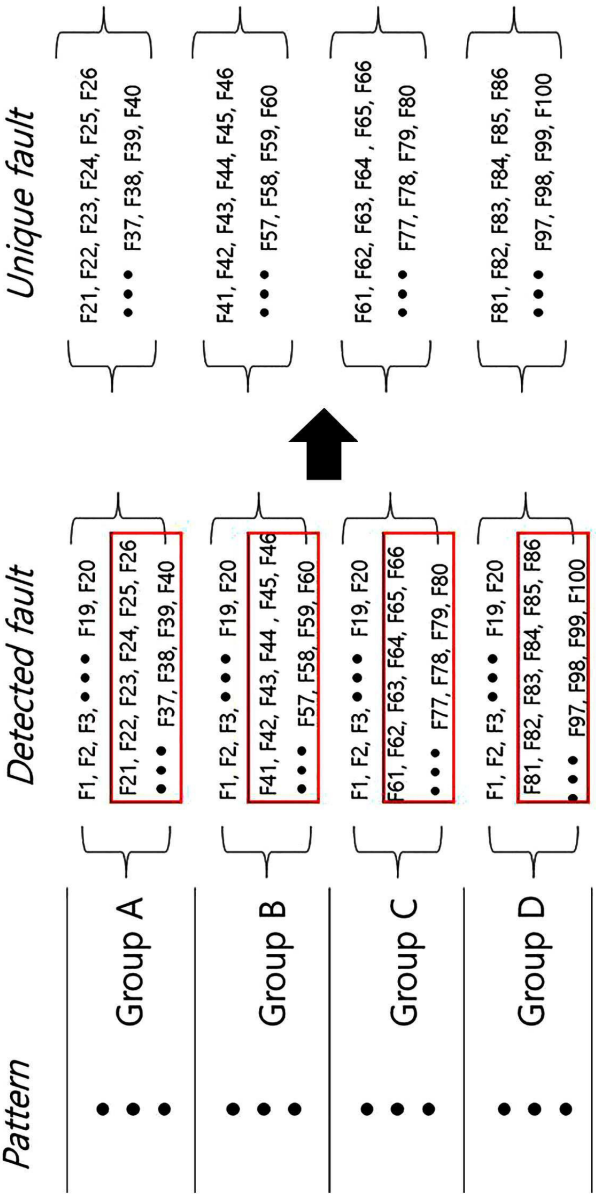 Pattern
Detected fault
Unique fault
Group A
F1, F2, F3, ••• F19, F20
F21, F22, F23, F24, F25, F26
••• F37, F38, F39, F40
F21, F22, F23, F24, F25, F26
••• F37, F38, F39, F40
Group B
F1, F2, F3, ••• F19, F20
F41, F42, F43, F44 , F45, F46
••• F57, F58, F59, F60
F41, F42, F43, F44, F45, F46
••• F57, F58, F59, F60
Group C
F1, F2, F3, ••• F19, F20
F61, F62, F63, F64, F65, F66
••• F77, F78, F79, F80
F61, F62, F63, F64 , F65, F66
••• F77, F78, F79, F80
Group D
F1, F2, F3, ••• F19, F20
F81, F82, F83, F84, F85, F86
••• F97, F98, F99, F100
F81, F82, F83, F84, F85, F86
••• F97, F98, F99, F100